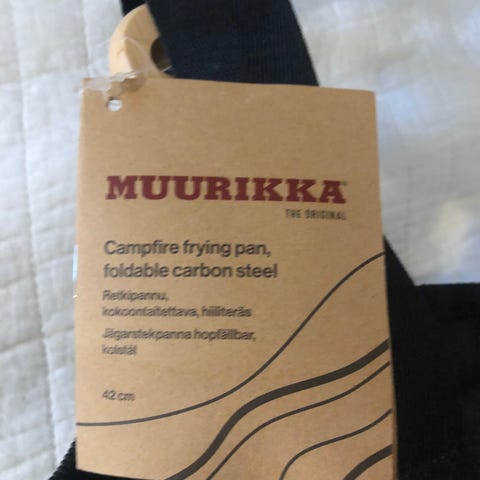 MUURIKKA
THE ORIGINAL
Campfire frying pan,
foldable carbon steel
Retkipannu,
kokoontaitettava, hiiliteräs
Jägarstekpanna hopfällbar,
kolstål
42 cm